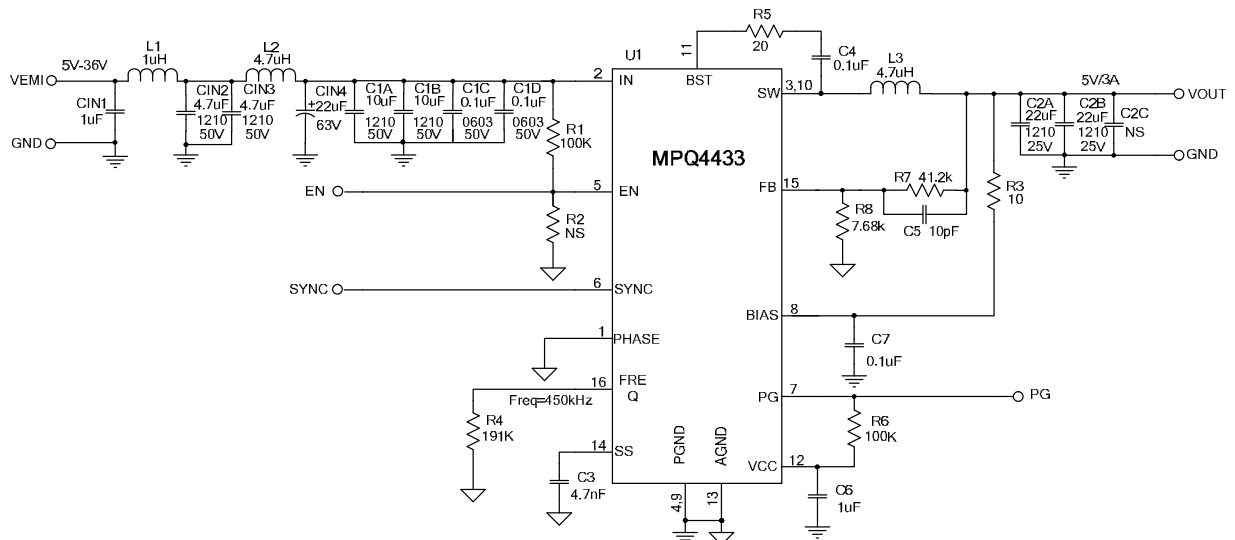 R5
20
C4
0.1uF
11
BST
U1
L1
1uH
L2
4.7uH
L3
4.7uH
5V-36V
VEMI
GND
CIN1
1uF
CIN2
4.7uF
1210
50V
CIN3
4.7uF
1210
50V
CIN4
+22uF
63V
C1A
10uF
1210
50V
C1B
10uF
1210
50V
C1C
0.1uF
0603
50V
C1D
0.1uF
0603
50V
R1
100K
2
IN
SW
3,10
5V/3A
VOUT
GND
C2A
22uF
1210
25V
C2B
22uF
1210
25V
C2C
NS
MPQ4433
EN
5
EN
R2
NS
FB
15
R7 41.2k
C5 10pF
R8
7.68k
R3
10
SYNC
6
SYNC
BIAS
8
C7
0.1uF
1
PHASE
16
FRE
Q
Freq=450kHz
R4
191K
PG
7
PG
R6
100K
14
SS
C3
4.7nF
VCC
12
C6
1uF
PGND
AGND
4,9
13